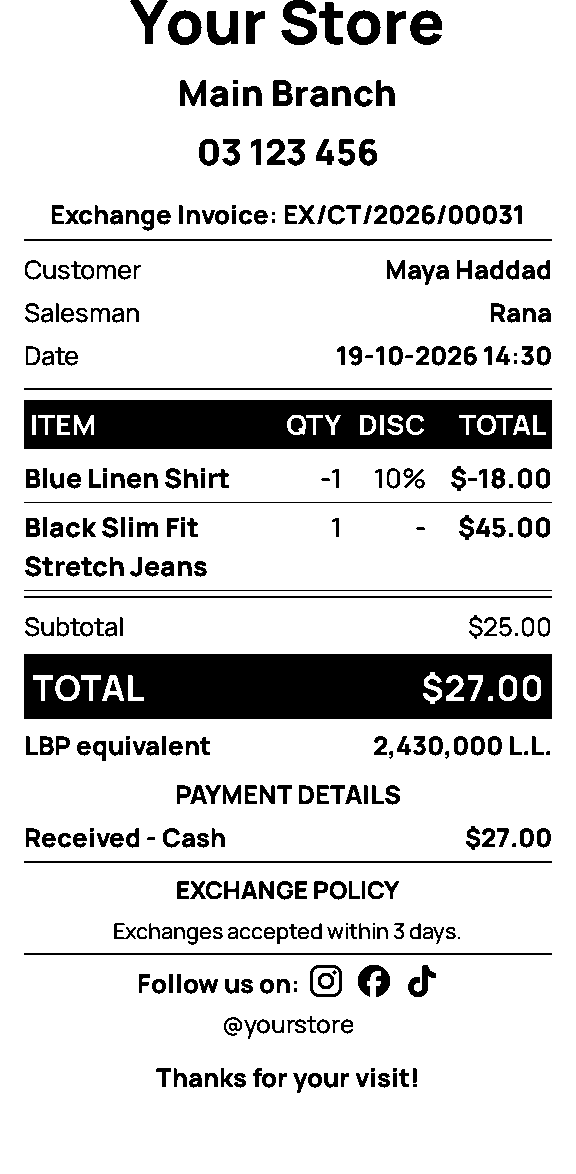 Your Store
Main Branch
03 123 456
Exchange Invoice: EX/CT/2026/00031
Customer Maya Haddad
Salesman Rana
Date 19-10-2026 14:30
ITEM QTY DISC TOTAL
Blue Linen Shirt -1 10% $-18.00
Black Slim Fit 1 - $45.00
Stretch Jeans
Subtotal $25.00
TOTAL $27.00
LBP equivalent 2,430,000 L.L.
PAYMENT DETAILS
Received - Cash $27.00
EXCHANGE POLICY
Exchanges accepted within 3 days.
Follow us on:
@yourstore
Thanks for your visit!